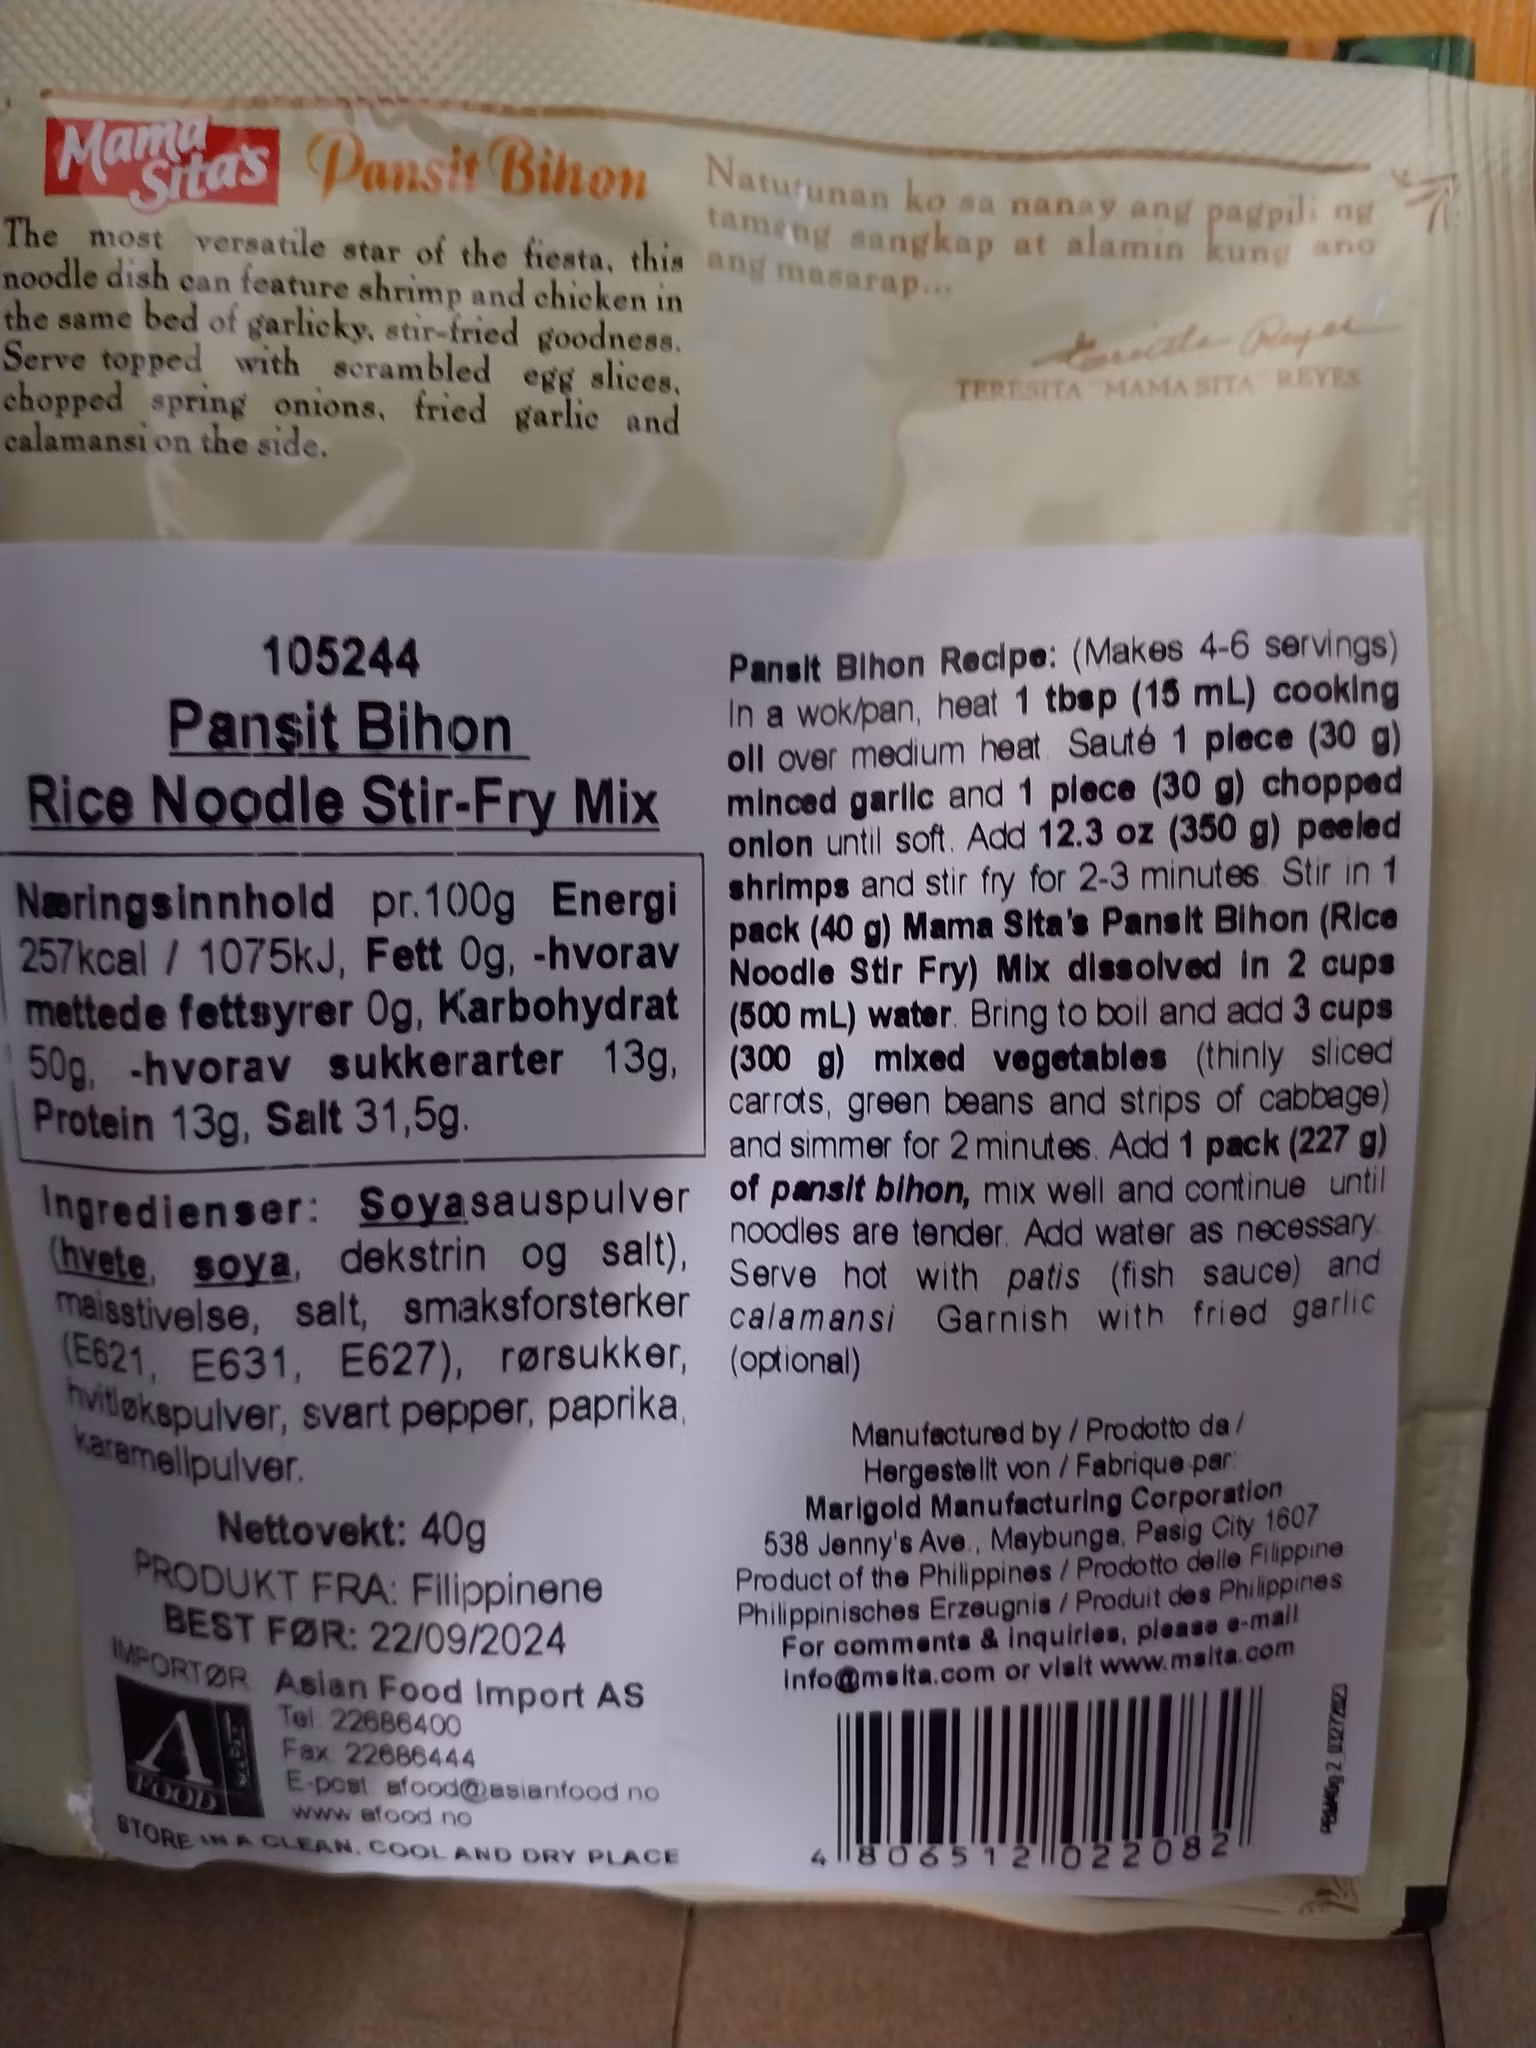 Mama Sita's
Pansit Bihon
The most versatile star of the fiesta, this
noodle dish can feature shrimp and chicken in
the same bed of garlicky, stir-fried goodness.
Serve topped with scrambled egg slices,
chopped spring onions, fried garlic and
calamansi on the side.
Natutunan ko sa nanay ang pagpili ng
tamang sangkap at alamin kung ano
ang masarap...
Teresita Reyes
TERESITA "MAMA SITA" REYES
105244
Pansit Bihon
Rice Noodle Stir-Fry Mix
Næringsinnhold pr.100g Energi
257kcal / 1075kJ, Fett 0g, -hvorav
mettede fettsyrer 0g, Karbohydrat
50g, -hvorav sukkerarter 13g,
Protein 13g, Salt 31,5g.
Ingredienser: Soyasauspulver
(hvete, soya, dekstrin og salt),
maisstivelse, salt, smaksforsterker
(E621, E631, E627), rørsukker,
hvitløkspulver, svart pepper, paprika,
karamellpulver.
Nettovekt: 40g
PRODUKT FRA: Filippinene
BEST FØR: 22/09/2024
IMPORTØR
Asian Food Import AS
Tel. 22686400
Fax 22686444
E-post afood@asianfood.no
www.afood.no
A
FOOD
STORE IN A CLEAN, COOL AND DRY PLACE
Pansit Bihon Recipe: (Makes 4-6 servings)
In a wok/pan, heat 1 tbsp (15 mL) cooking
oil over medium heat. Sauté 1 piece (30 g)
minced garlic and 1 piece (30 g) chopped
onion until soft. Add 12.3 oz (350 g) peeled
shrimps and stir fry for 2-3 minutes. Stir in 1
pack (40 g) Mama Sita's Pansit Bihon (Rice
Noodle Stir Fry) Mix dissolved in 2 cups
(500 mL) water. Bring to boil and add 3 cups
(300 g) mixed vegetables (thinly sliced
carrots, green beans and strips of cabbage)
and simmer for 2 minutes. Add 1 pack (227 g)
of pansit bihon, mix well and continue until
noodles are tender. Add water as necessary.
Serve hot with patis (fish sauce) and
calamansi. Garnish with fried garlic
(optional)
Manufactured by / Prodotto da /
Hergestellt von / Fabrique par:
Marigold Manufacturing Corporation
538 Jenny's Ave., Maybunga, Pasig City 1607
Product of the Philippines / Prodotto delle Filippine
Philippinisches Erzeugnis / Produit des Philippines
For comments & inquiries, please e-mail
info@msita.com or visit www.msita.com
4 806512 022082